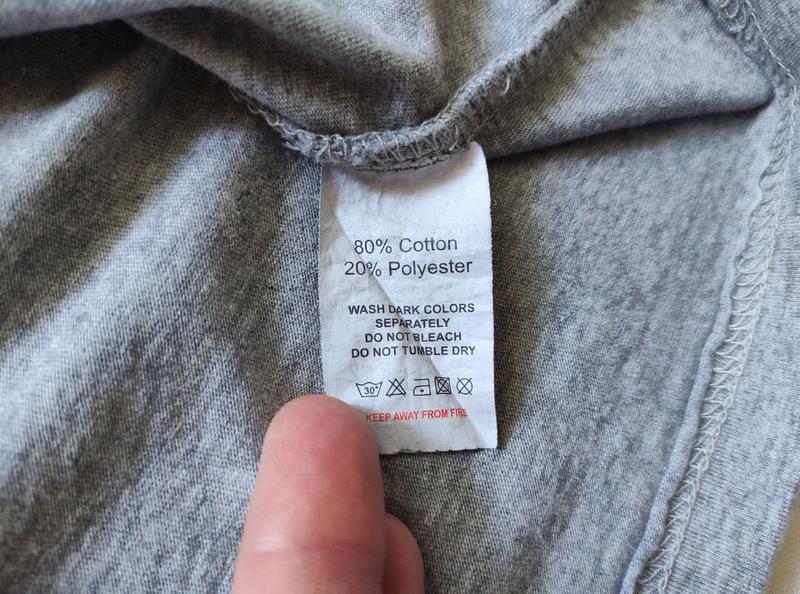 80% Cotton
20% Polyester
WASH DARK COLORS
SEPARATELY
DO NOT BLEACH
DO NOT TUMBLE DRY
30°
KEEP AWAY FROM FIRE